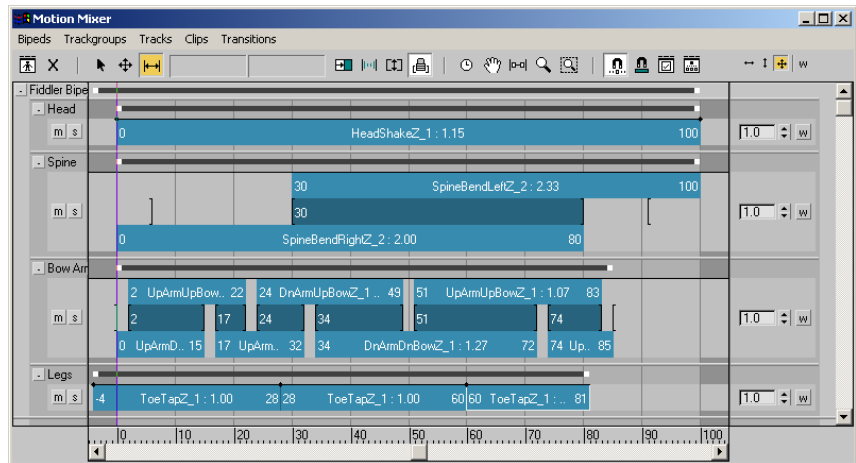 Motion Mixer
Bipeds Trackgroups Tracks Clips Transitions
X w
Fiddler Bipe
Head
m s 0 HeadShakeZ_1 : 1.15 100 1.0 w
Spine
30 SpineBendLeftZ_2 : 2.33 100
m s 30 1.0 w
0 SpineBendRightZ_2 : 2.00 80
Bow Arr
2 UpArmUpBow.. 22 24 DnArmUpBowZ_1 .. 49 51 UpArmUpBowZ_1 : 1.07 83
m s 2 17 24 34 51 74 1.0 w
0 UpArmD.. 15 17 UpArm.. 32 34 DnArmDnBowZ_1 : 1.27 72 74 Up.. 85
Legs
m s -4 ToeTapZ_1 : 1.00 28 28 ToeTapZ_1 : 1.00 60 60 ToeTapZ_1 : .. 81 1.0 w
0 10 20 30 40 50 60 70 80 90 100